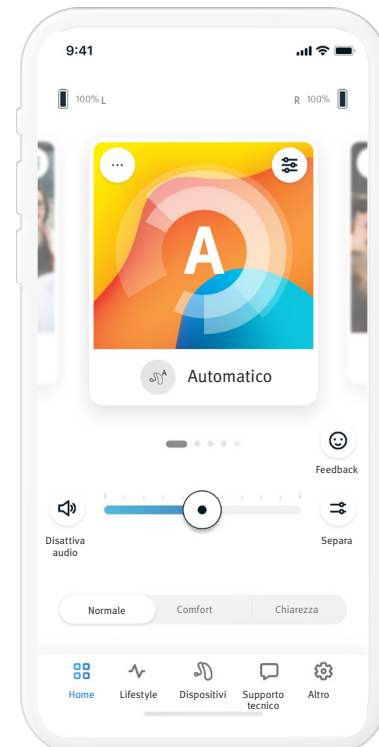 9:41
100% L
R 100%
...
A
A
Automatico
Feedback
Disattiva
audio
Separa
Normale
Comfort
Chiarezza
Home
Lifestyle
Dispositivi
Supporto
tecnico
Altro